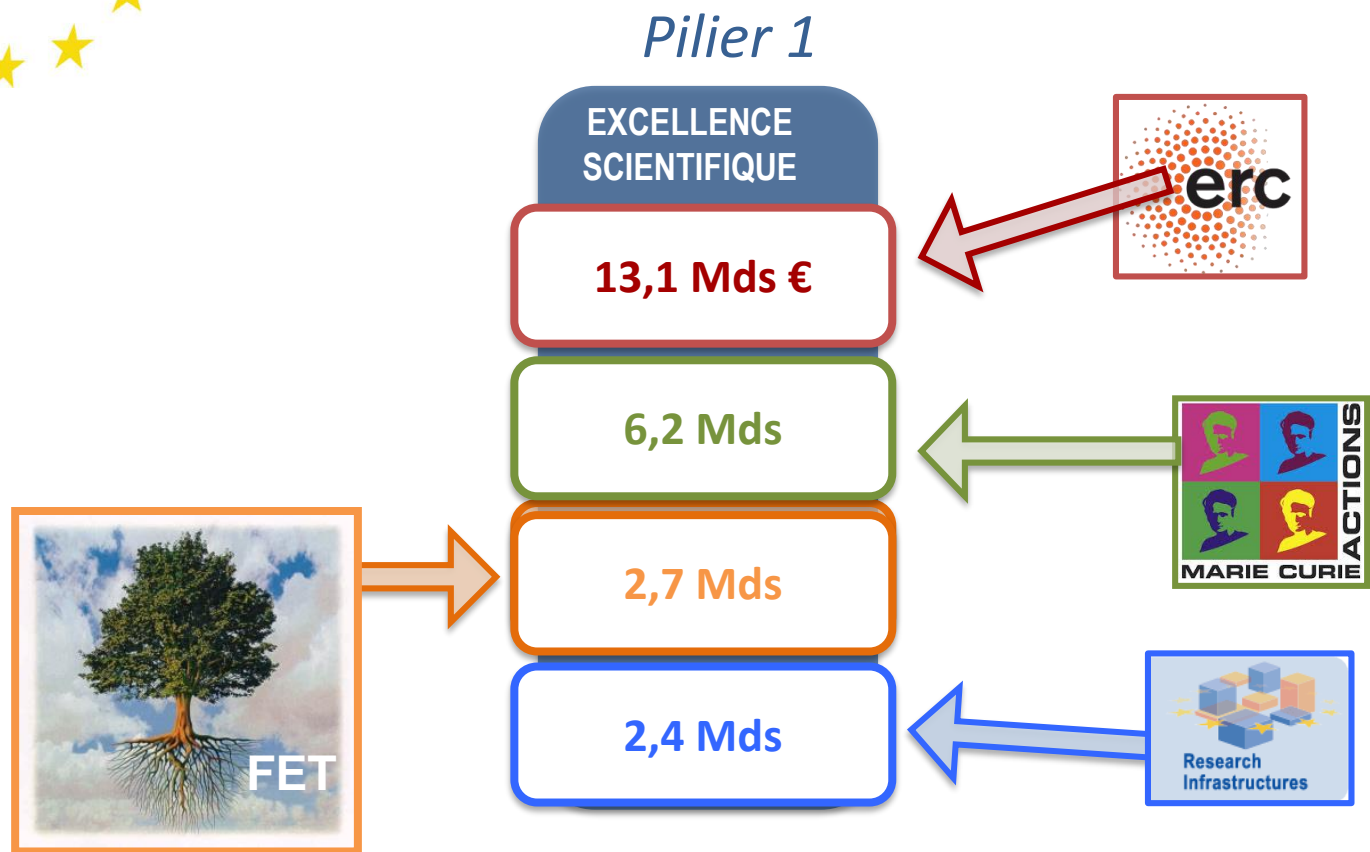 Pilier 1
EXCELLENCE
SCIENTIFIQUE
erc
13,1 Mds €
6,2 Mds
ACTIONS
MARIE CURIE
FET
2,7 Mds
2,4 Mds
Research
Infrastructures